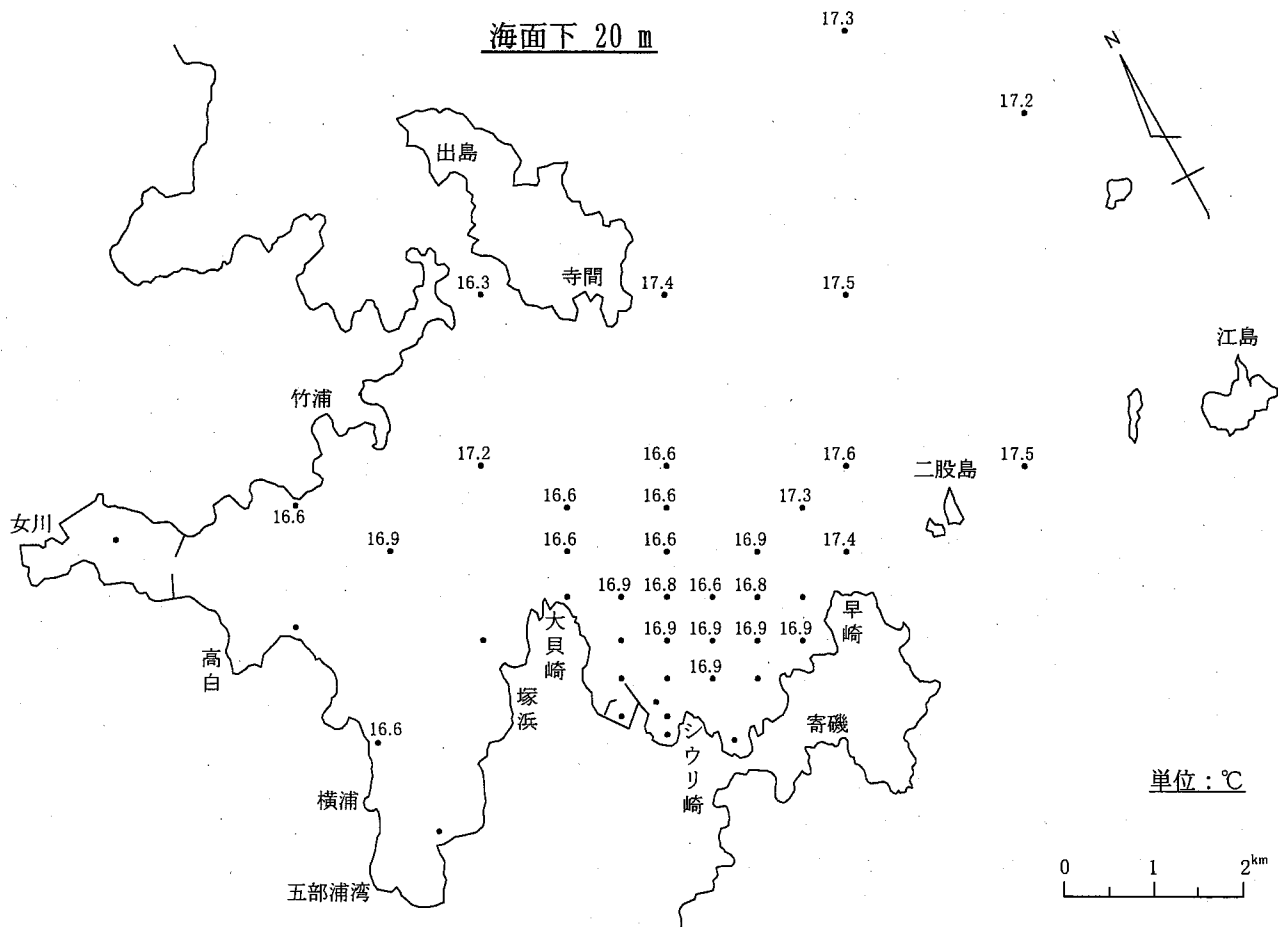 海面下 20 m
17.3
17.2
N
出島
寺間
16.3
17.4
17.5
江島
竹浦
17.2
16.6
17.6
17.5
二股島
女川
16.6
16.6
16.6
17.3
16.9
16.6
16.6
16.9
17.4
16.9
16.8
16.6
16.8
大貝崎
早崎
16.9
16.9
16.9
16.9
高白
16.9
塚浜
寄磯
シウリ崎
16.6
横浦
単位：℃
五部浦湾
0 1 2km